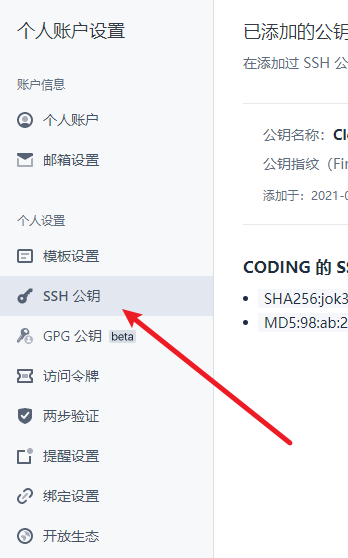 个人账户设置
账户信息
个人账户
邮箱设置
个人设置
模板设置
SSH 公钥
GPG 公钥 beta
访问令牌
两步验证
提醒设置
绑定设置
开放生态
已添加的公钥
在添加过 SSH 公
公钥名称：Cl
公钥指纹（Fin
添加于：2021-0
CODING 的 SS
SHA256:jok3
MD5:98:ab:2